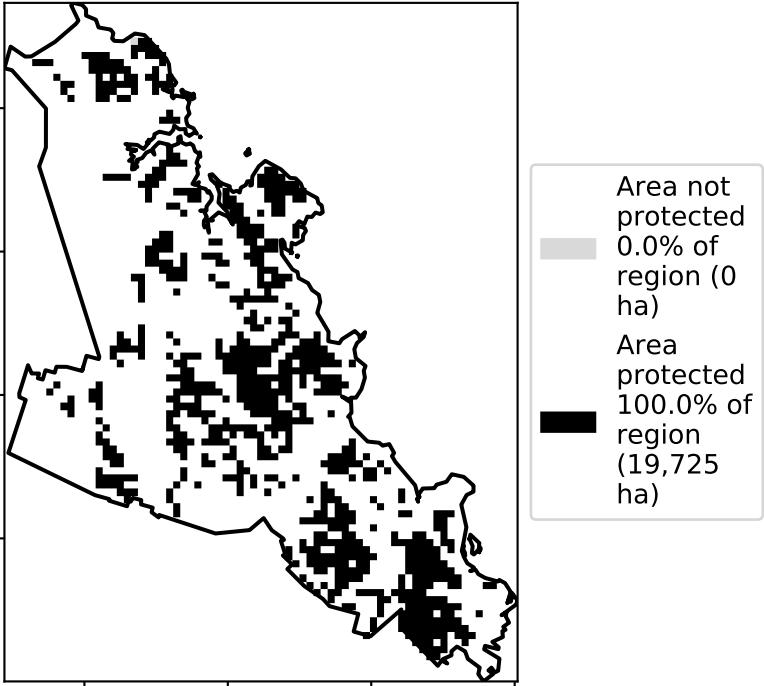 Area not
protected
0.0% of
region (0
ha)
Area
protected
100.0% of
region
(19,725
ha)